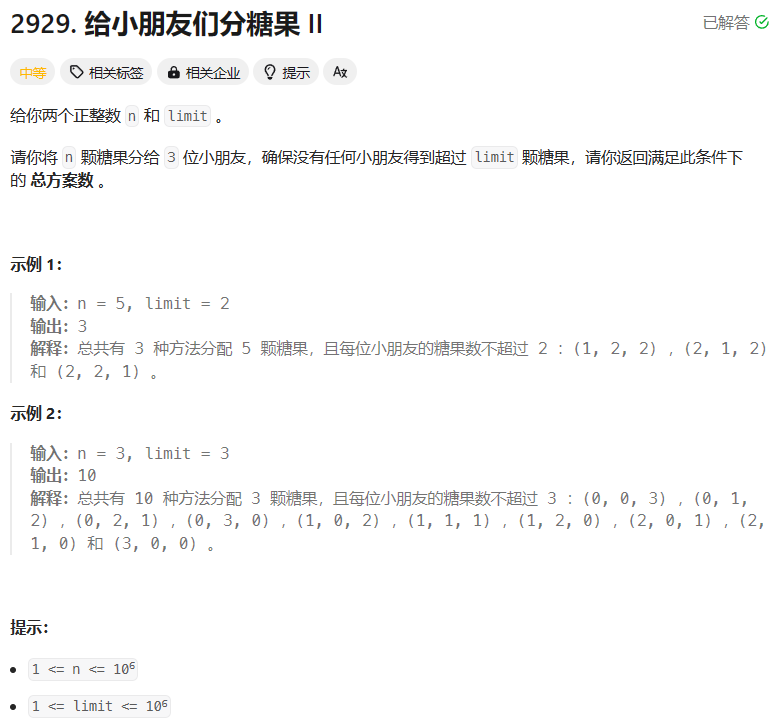 2929. 给小朋友们分糖果 II
已解答
中等 相关标签 相关企业 提示 Aあ
给你两个正整数 n 和 limit 。
请你将 n 颗糖果分给 3 位小朋友，确保没有任何小朋友得到超过 limit 颗糖果，请你返回满足此条件下
的 总方案数 。
示例 1：
输入：n = 5, limit = 2
输出：3
解释：总共有 3 种方法分配 5 颗糖果，且每位小朋友的糖果数不超过 2 ：(1, 2, 2) ，(2, 1, 2)
和 (2, 2, 1) 。
示例 2：
输入：n = 3, limit = 3
输出：10
解释：总共有 10 种方法分配 3 颗糖果，且每位小朋友的糖果数不超过 3 ：(0, 0, 3) ，(0, 1,
2) ，(0, 2, 1) ，(0, 3, 0) ，(1, 0, 2) ，(1, 1, 1) ，(1, 2, 0) ，(2, 0, 1) ，(2,
1, 0) 和 (3, 0, 0) 。
提示：
• 1 <= n <= 10⁶
• 1 <= limit <= 10⁶